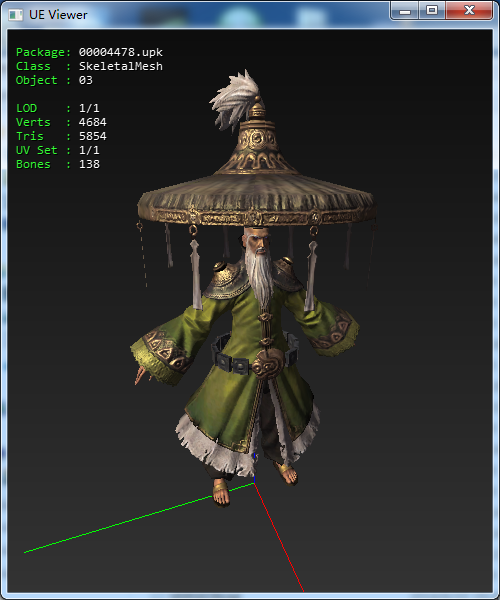 UE Viewer
Package: 00004478.upk
Class : SkeletalMesh
Object : 03
LOD : 1/1
Verts : 4684
Tris : 5854
UV Set : 1/1
Bones : 138